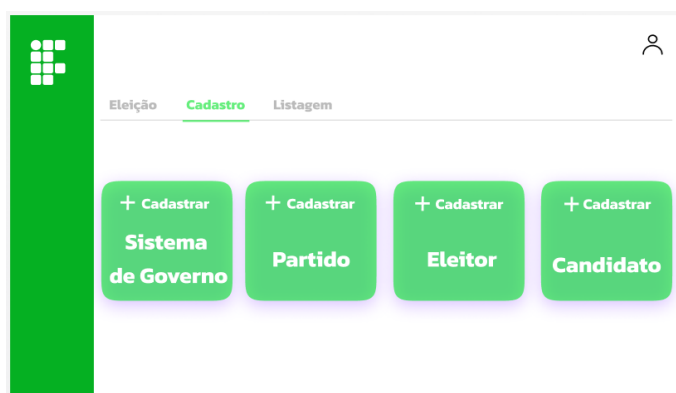 Eleição Cadastro Listagem
+ Cadastrar
Sistema
de Governo
+ Cadastrar
Partido
+ Cadastrar
Eleitor
+ Cadastrar
Candidato